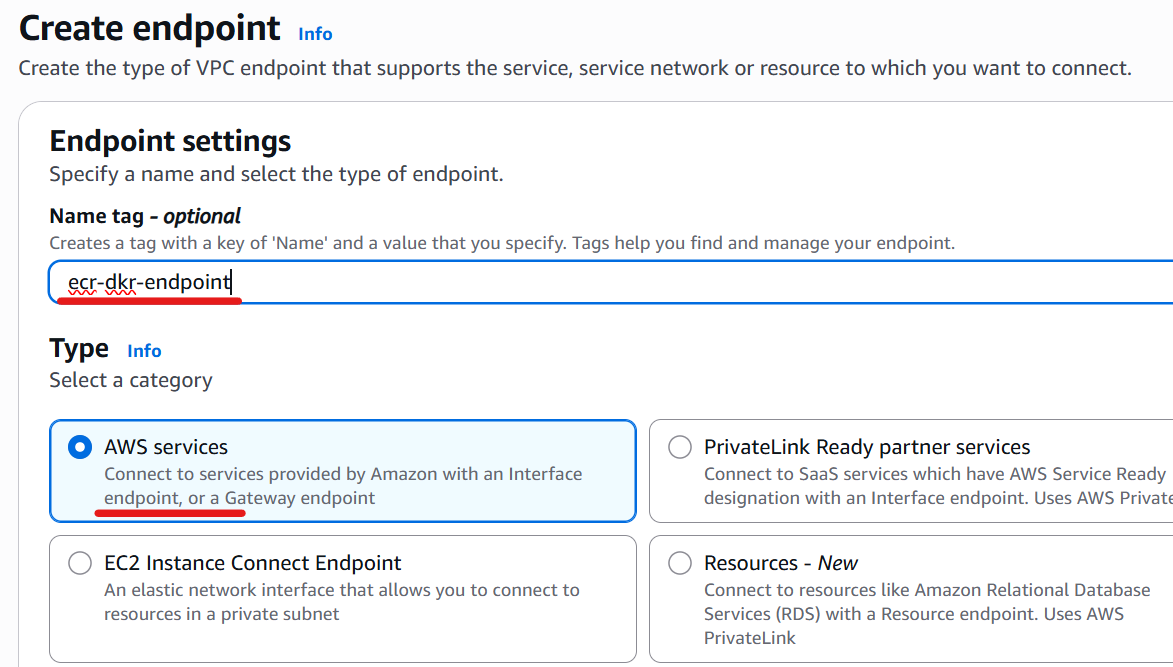 Create endpoint Info
Create the type of VPC endpoint that supports the service, service network or resource to which you want to connect.
Endpoint settings
Specify a name and select the type of endpoint.
Name tag - optional
Creates a tag with a key of 'Name' and a value that you specify. Tags help you find and manage your endpoint.
ecr-dkr-endpoint
Type Info
Select a category
AWS services
Connect to services provided by Amazon with an Interface
endpoint, or a Gateway endpoint
PrivateLink Ready partner services
Connect to SaaS services which have AWS Service Ready
designation with an Interface endpoint. Uses AWS Private
EC2 Instance Connect Endpoint
An elastic network interface that allows you to connect to
resources in a private subnet
Resources - New
Connect to resources like Amazon Relational Database
Services (RDS) with a Resource endpoint. Uses AWS
PrivateLink